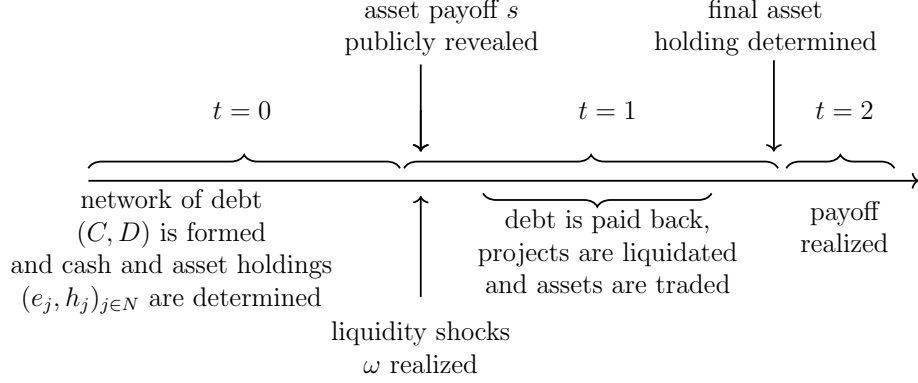 asset payoff s
publicly revealed
final asset
holding determined
t = 0
t = 1
t = 2
network of debt
(C, D) is formed
and cash and asset holdings
(e_j, h_j)_{j∈N} are determined
debt is paid back,
projects are liquidated
and assets are traded
payoff
realized
liquidity shocks
ω realized